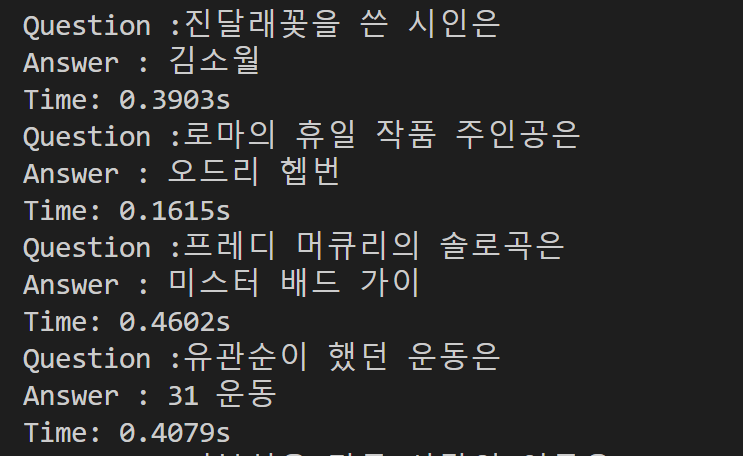 Question :진달래꽃을 쓴 시인은
Answer : 김소월
Time: 0.3903s
Question :로마의 휴일 작품 주인공은
Answer : 오드리 헵번
Time: 0.1615s
Question :프레디 머큐리의 솔로곡은
Answer : 미스터 배드 가이
Time: 0.4602s
Question :유관순이 했던 운동은
Answer : 31 운동
Time: 0.4079s